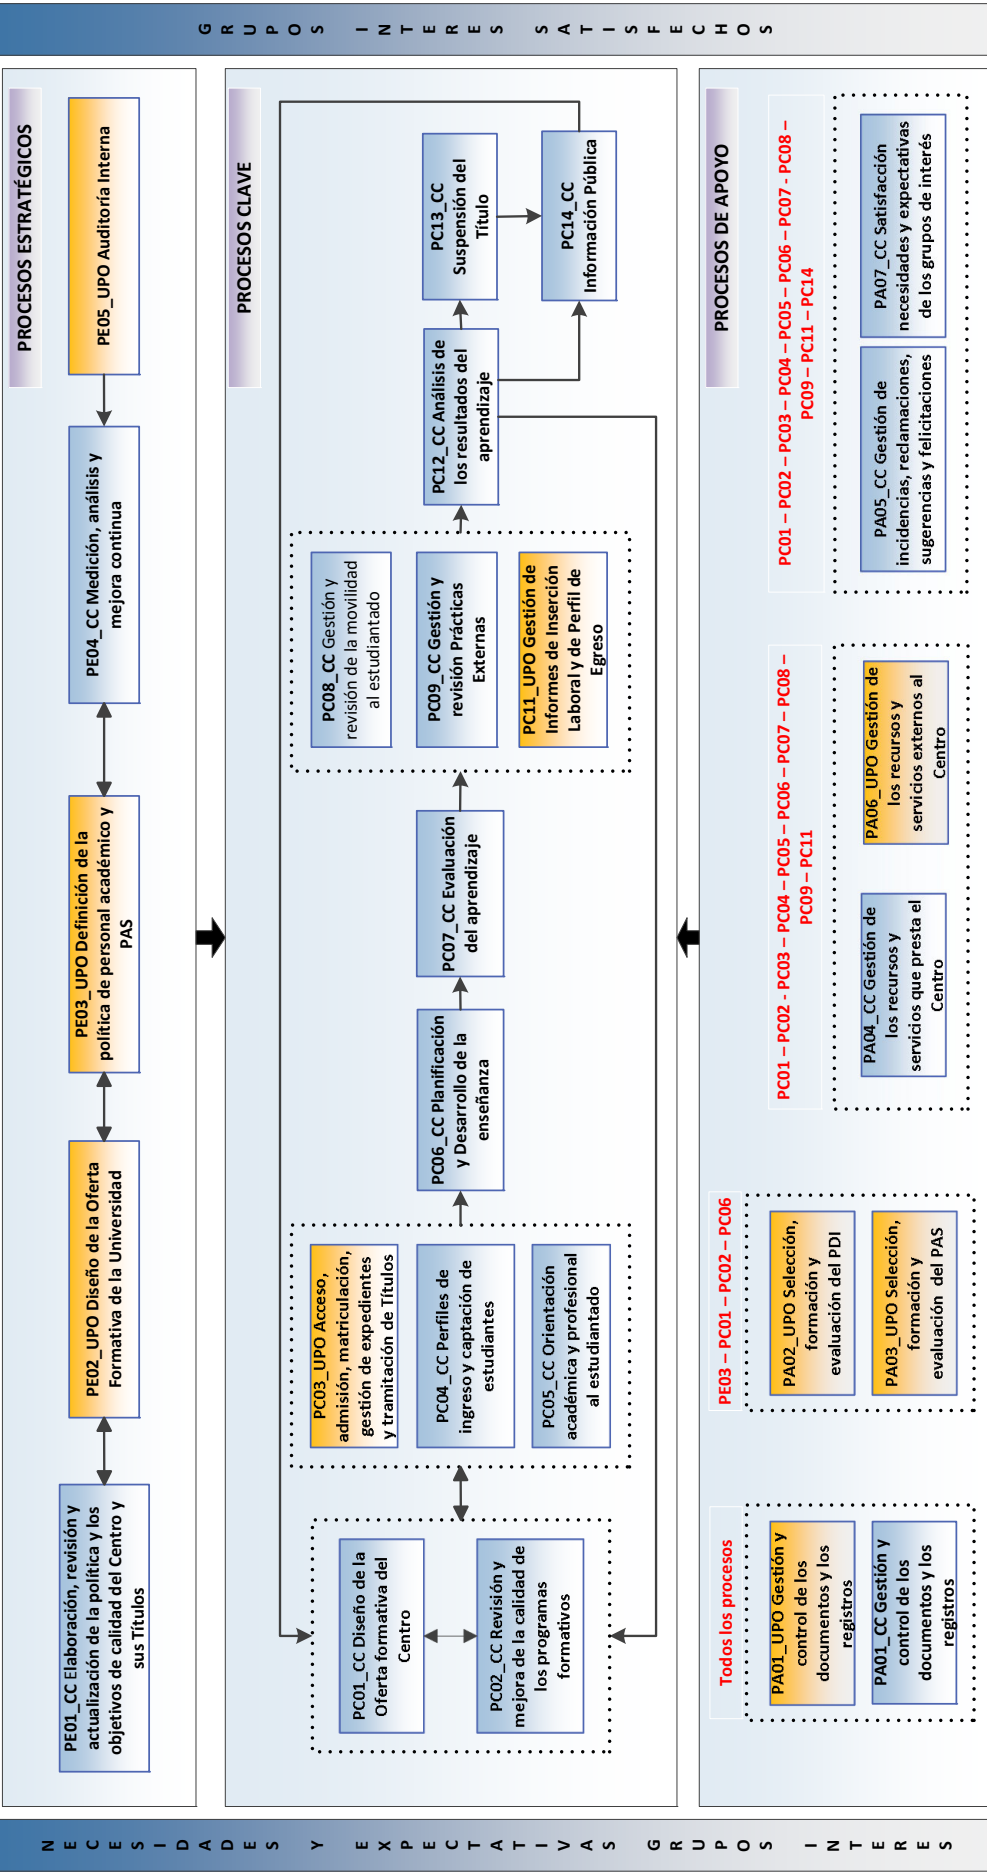 NECESIDADES Y EXPECTATIVAS GRUPOS INTERES
PROCESOS ESTRATÉGICOS
PE01_CC Elaboración, revisión y
actualización de la política y los
objetivos de calidad del Centro y
sus Títulos
PE02_UPO Diseño de la Oferta
Formativa de la Universidad
PE03_UPO Definición de la
política de personal académico y
PAS
PE04_CC Medición, análisis y
mejora continua
PE05_UPO Auditoría Interna
PROCESOS CLAVE
PC01_CC Diseño de la
Oferta formativa del
Centro
PC02_CC Revisión y
mejora de la calidad de
los programas
formativos
PC03_UPO Acceso,
admisión, matriculación,
gestión de expedientes
y tramitación de Títulos
PC04_CC Perfiles de
ingreso y captación de
estudiantes
PC05_CC Orientación
académica y profesional
al estudiantado
PC06_CC Planificación
y Desarrollo de la
enseñanza
PC07_CC Evaluación
del aprendizaje
PC08_CC Gestión y
revisión de la movilidad
al estudiantado
PC09_CC Gestión y
revisión Prácticas
Externas
PC11_UPO Gestión de
Informes de Inserción
Laboral y de Perfil de
Egreso
PC12_CC Análisis de
los resultados del
aprendizaje
PC13_CC
Suspensión del
Título
PC14_CC
Información Pública
PROCESOS DE APOYO
Todos los procesos
PA01_UPO Gestión y
control de los
documentos y los
registros
PA01_CC Gestión y
control de los
documentos y los
registros
PE03 – PC01 – PC02 – PC06
PA02_UPO Selección,
formación y
evaluación del PDI
PA03_UPO Selección,
formación y
evaluación del PAS
PC01 – PC02 - PC03 – PC04 – PC05 – PC06 – PC07 – PC08 –
PC09 – PC11
PA04_CC Gestión de
los recursos y
servicios que presta el
Centro
PA06_UPO Gestión de
los recursos y
servicios externos al
Centro
PC01 – PC02 – PC03 – PC04 – PC05 – PC06 – PC07 - PC08 –
PC09 – PC11 – PC14
PA05_CC Gestión de
incidencias, reclamaciones,
sugerencias y felicitaciones
PA07_CC Satisfacción
necesidades y expectativas
de los grupos de interés
GRUPOS INTERES SATISFECHOS